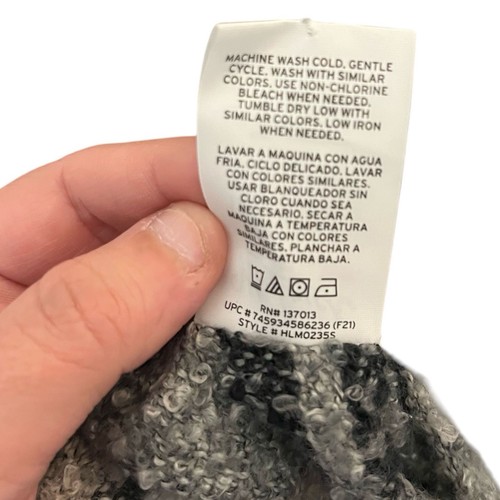 MACHINE WASH COLD, GENTLE
CYCLE. WASH WITH SIMILAR
COLORS. USE NON-CHLORINE
BLEACH WHEN NEEDED.
TUMBLE DRY LOW WITH
SIMILAR COLORS. LOW IRON
WHEN NEEDED.
LAVAR A MAQUINA CON AGUA
FRIA. CICLO DELICADO. LAVAR
CON COLORES SIMILARES.
USAR BLANQUEADOR SIN
CLORO CUANDO SEA
NECESARIO. SECAR A
MAQUINA A TEMPERATURA
BAJA CON COLORES
SIMILARES. PLANCHAR A
TEMPERATURA BAJA.
RN# 137013
UPC # 745934586236 (F21)
STYLE # HLM0235S